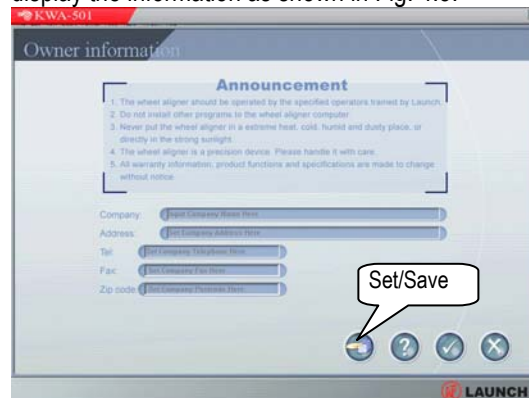 display the information as shown in Fig. 4.6.
KWA-501
Owner information
Announcement
1. The wheel aligner should be operated by the specified operators trained by Launch.
2. Do not install other programs to the wheel aligner computer
3. Never put the wheel aligner in a extreme heat, cold, humid and dusty place, or
directly in the strong sunlight.
4. The wheel aligner is a precision device. Please handle it with care.
5. All warranty information, product functions and specifications are made to change
without notice.
Company: Input Company Name Here
Address: Set Company Address Here
Tel: Set Company Telephone Here
Fax: Set Company Fax Here
Zip code Set Company Postcode Here
Set/Save
?
LAUNCH